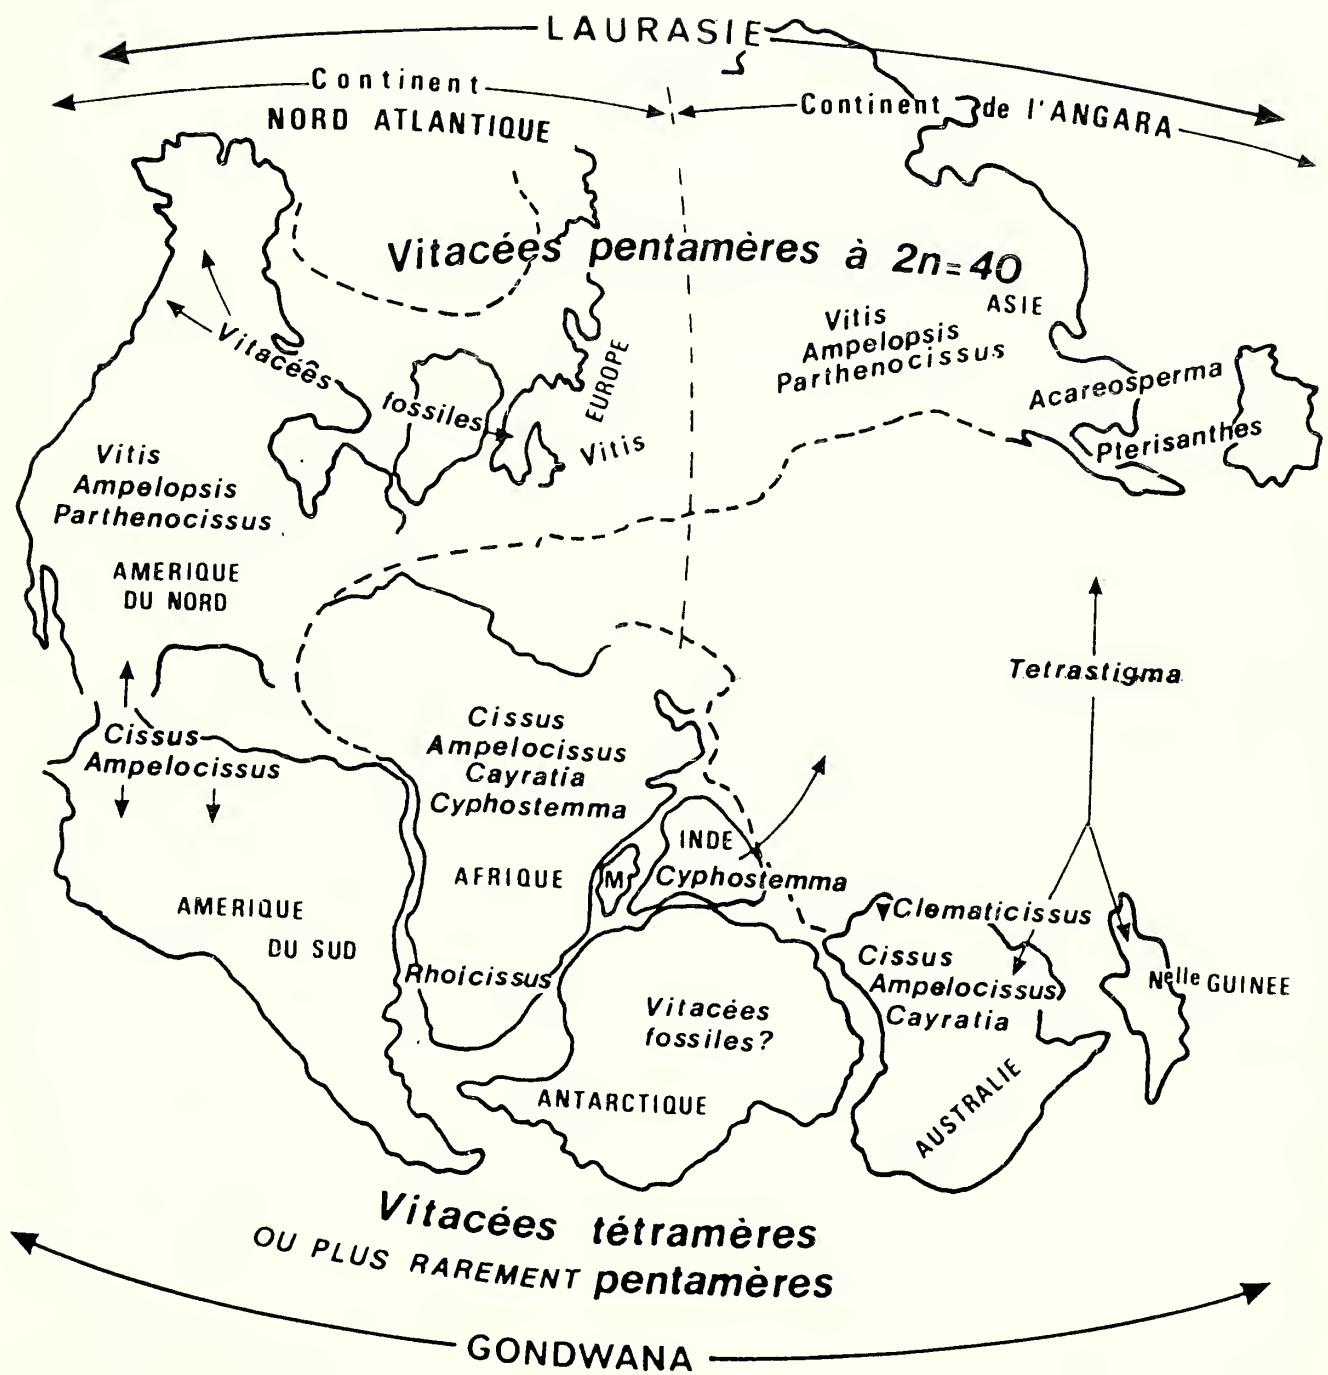 LAURASIE
Continent
NORD ATLANTIQUE
Continent de l'ANGARA
Vitacées pentamères à 2n=40
ASIE
Vitis
Ampelopsis
Parthenocissus
Vitacées
fossiles
EUROPE
Vitis
Acareosperma
Pterisanthes
Vitis
Ampelopsis
Parthenocissus
AMERIQUE
DU NORD
Tetrastigma
Cissus
Ampelocissus
Cissus
Ampelocissus
Cayratia
Cyphostemma
INDE
Cyphostemma
AFRIQUE
M
AMERIQUE
DU SUD
Clematicissus
Cissus
Ampelocissus
Cayratia
Rhoicissus
Nelle GUINEE
Vitacées
fossiles?
ANTARCTIQUE
AUSTRALIE
Vitacées tétramères
OU PLUS RAREMENT pentamères
GONDWANA